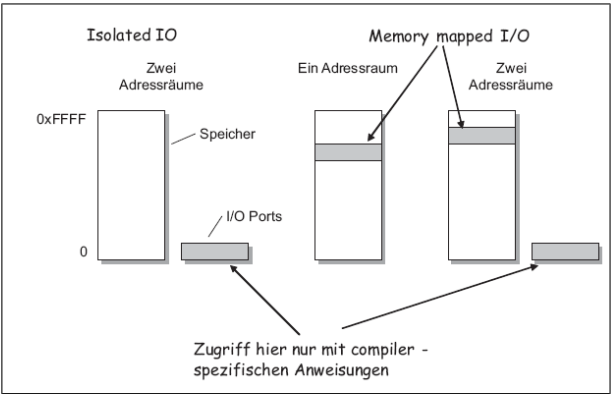 Isolated IO
Memory mapped I/O
Zwei
Adressräume
Ein Adressraum
Zwei
Adressräume
0xFFFF
Speicher
I/O Ports
0
Zugriff hier nur mit compiler -
spezifischen Anweisungen